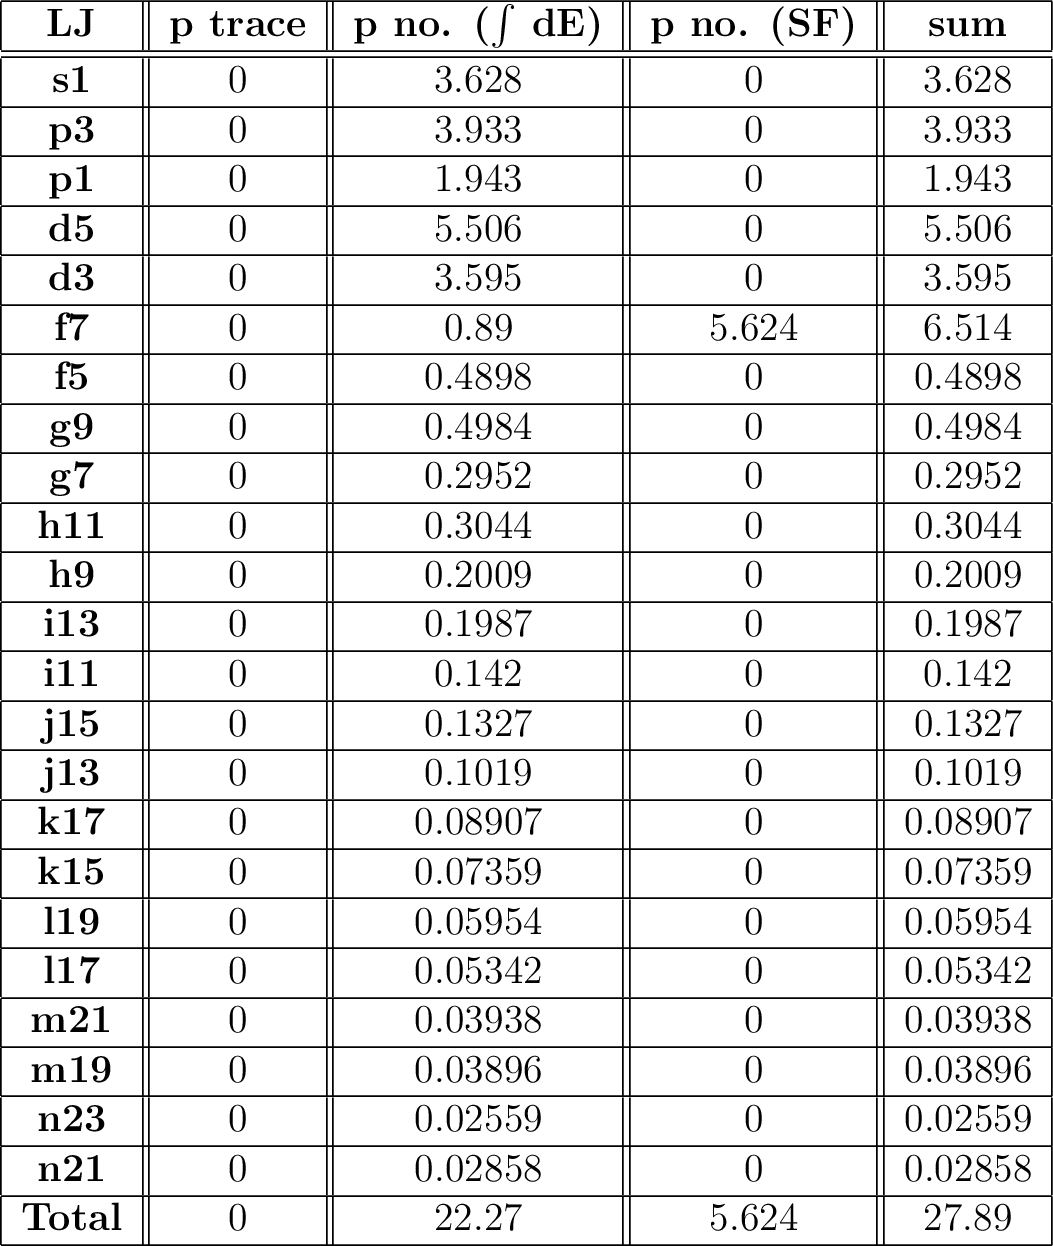 LJ p trace p no. (∫ dE) p no. (SF) sum
s1 0 3.628 0 3.628
p3 0 3.933 0 3.933
p1 0 1.943 0 1.943
d5 0 5.506 0 5.506
d3 0 3.595 0 3.595
f7 0 0.89 5.624 6.514
f5 0 0.4898 0 0.4898
g9 0 0.4984 0 0.4984
g7 0 0.2952 0 0.2952
h11 0 0.3044 0 0.3044
h9 0 0.2009 0 0.2009
i13 0 0.1987 0 0.1987
i11 0 0.142 0 0.142
j15 0 0.1327 0 0.1327
j13 0 0.1019 0 0.1019
k17 0 0.08907 0 0.08907
k15 0 0.07359 0 0.07359
l19 0 0.05954 0 0.05954
l17 0 0.05342 0 0.05342
m21 0 0.03938 0 0.03938
m19 0 0.03896 0 0.03896
n23 0 0.02559 0 0.02559
n21 0 0.02858 0 0.02858
Total 0 22.27 5.624 27.89